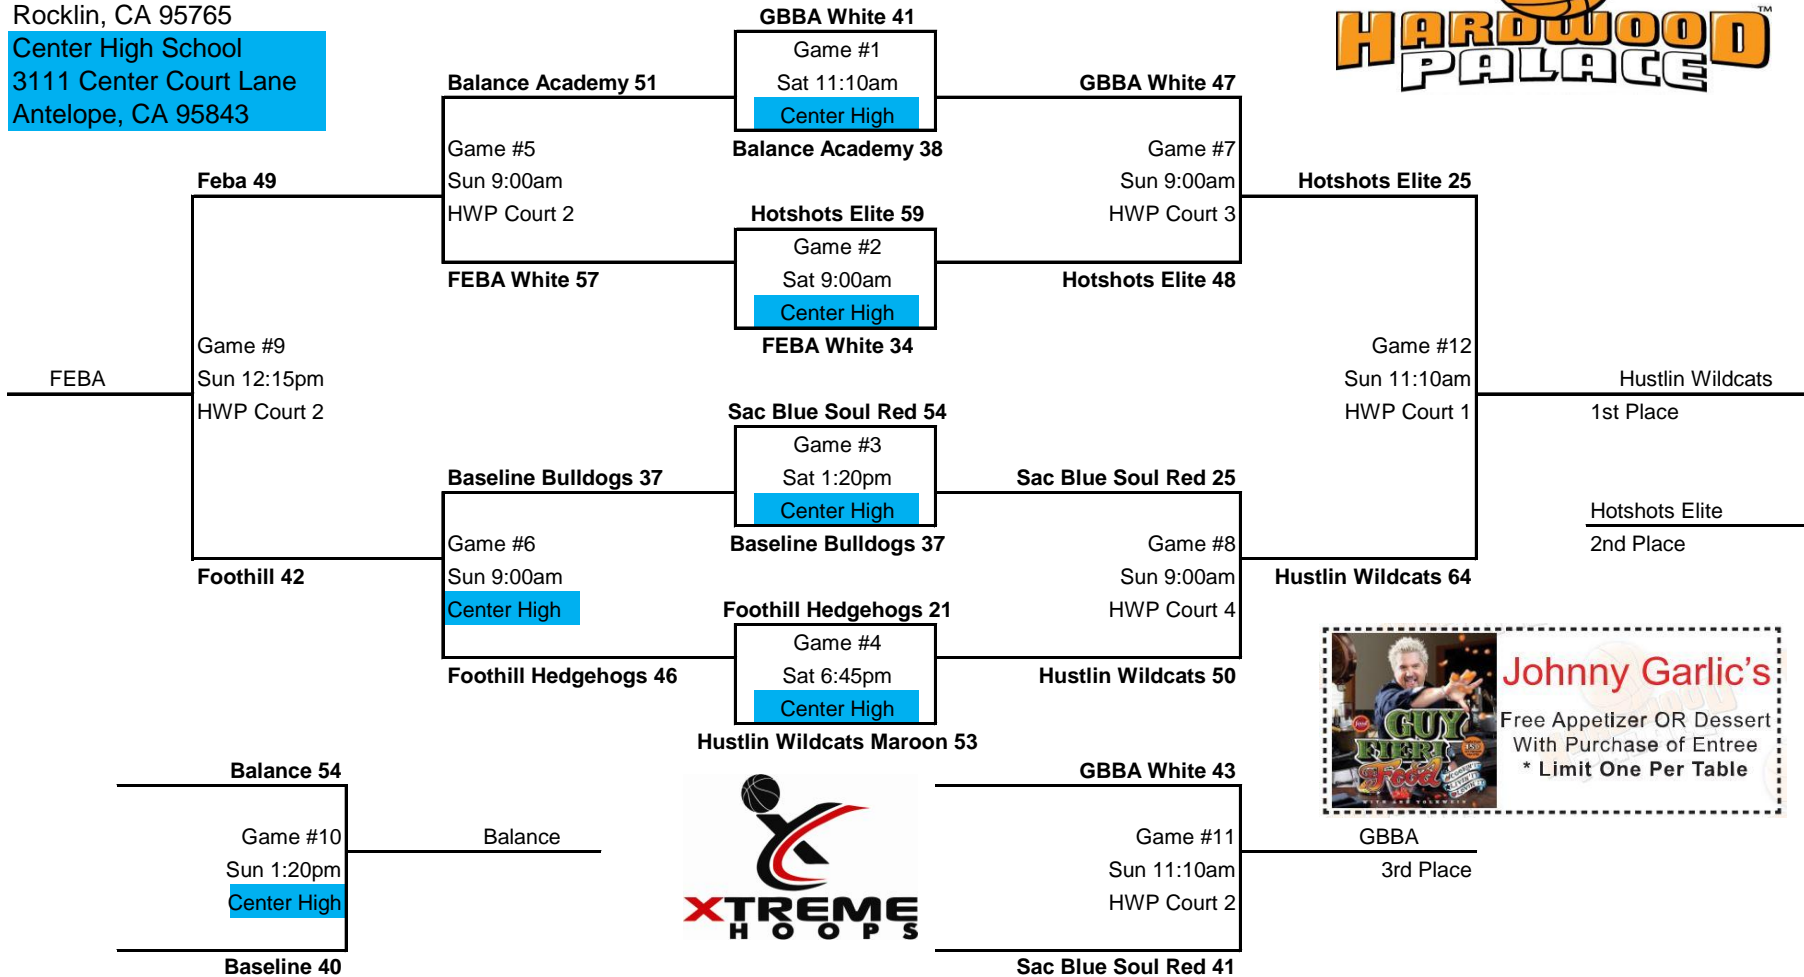 Rocklin, CA 95765
Center High School
3111 Center Court Lane
Antelope, CA 95843
HARDWOOD
PALACE
TM
GBBA White 41
Game #1
Sat 11:10am
Center High
Balance Academy 38
Balance Academy 51
Game #5
Sun 9:00am
HWP Court 2
FEBA White 57
GBBA White 47
Game #7
Sun 9:00am
HWP Court 3
Hotshots Elite 48
Feba 49
Hotshots Elite 25
Hotshots Elite 59
Game #2
Sat 9:00am
Center High
FEBA White 34
Game #9
Sun 12:15pm
HWP Court 2
FEBA
Game #12
Sun 11:10am
HWP Court 1
Hustlin Wildcats
1st Place
Sac Blue Soul Red 54
Game #3
Sat 1:20pm
Center High
Baseline Bulldogs 37
Baseline Bulldogs 37
Game #6
Sun 9:00am
Center High
Foothill Hedgehogs 46
Sac Blue Soul Red 25
Game #8
Sun 9:00am
HWP Court 4
Hustlin Wildcats 50
Hotshots Elite
2nd Place
Foothill 42
Hustlin Wildcats 64
Foothill Hedgehogs 21
Game #4
Sat 6:45pm
Center High
Hustlin Wildcats Maroon 53
GUY
FIERI
Food
Johnny Garlic's
Free Appetizer OR Dessert
With Purchase of Entree
* Limit One Per Table
Balance 54
Game #10
Sun 1:20pm
Center High
Baseline 40
Balance
XTREME
HOOPS
GBBA White 43
Game #11
Sun 11:10am
HWP Court 2
Sac Blue Soul Red 41
GBBA
3rd Place